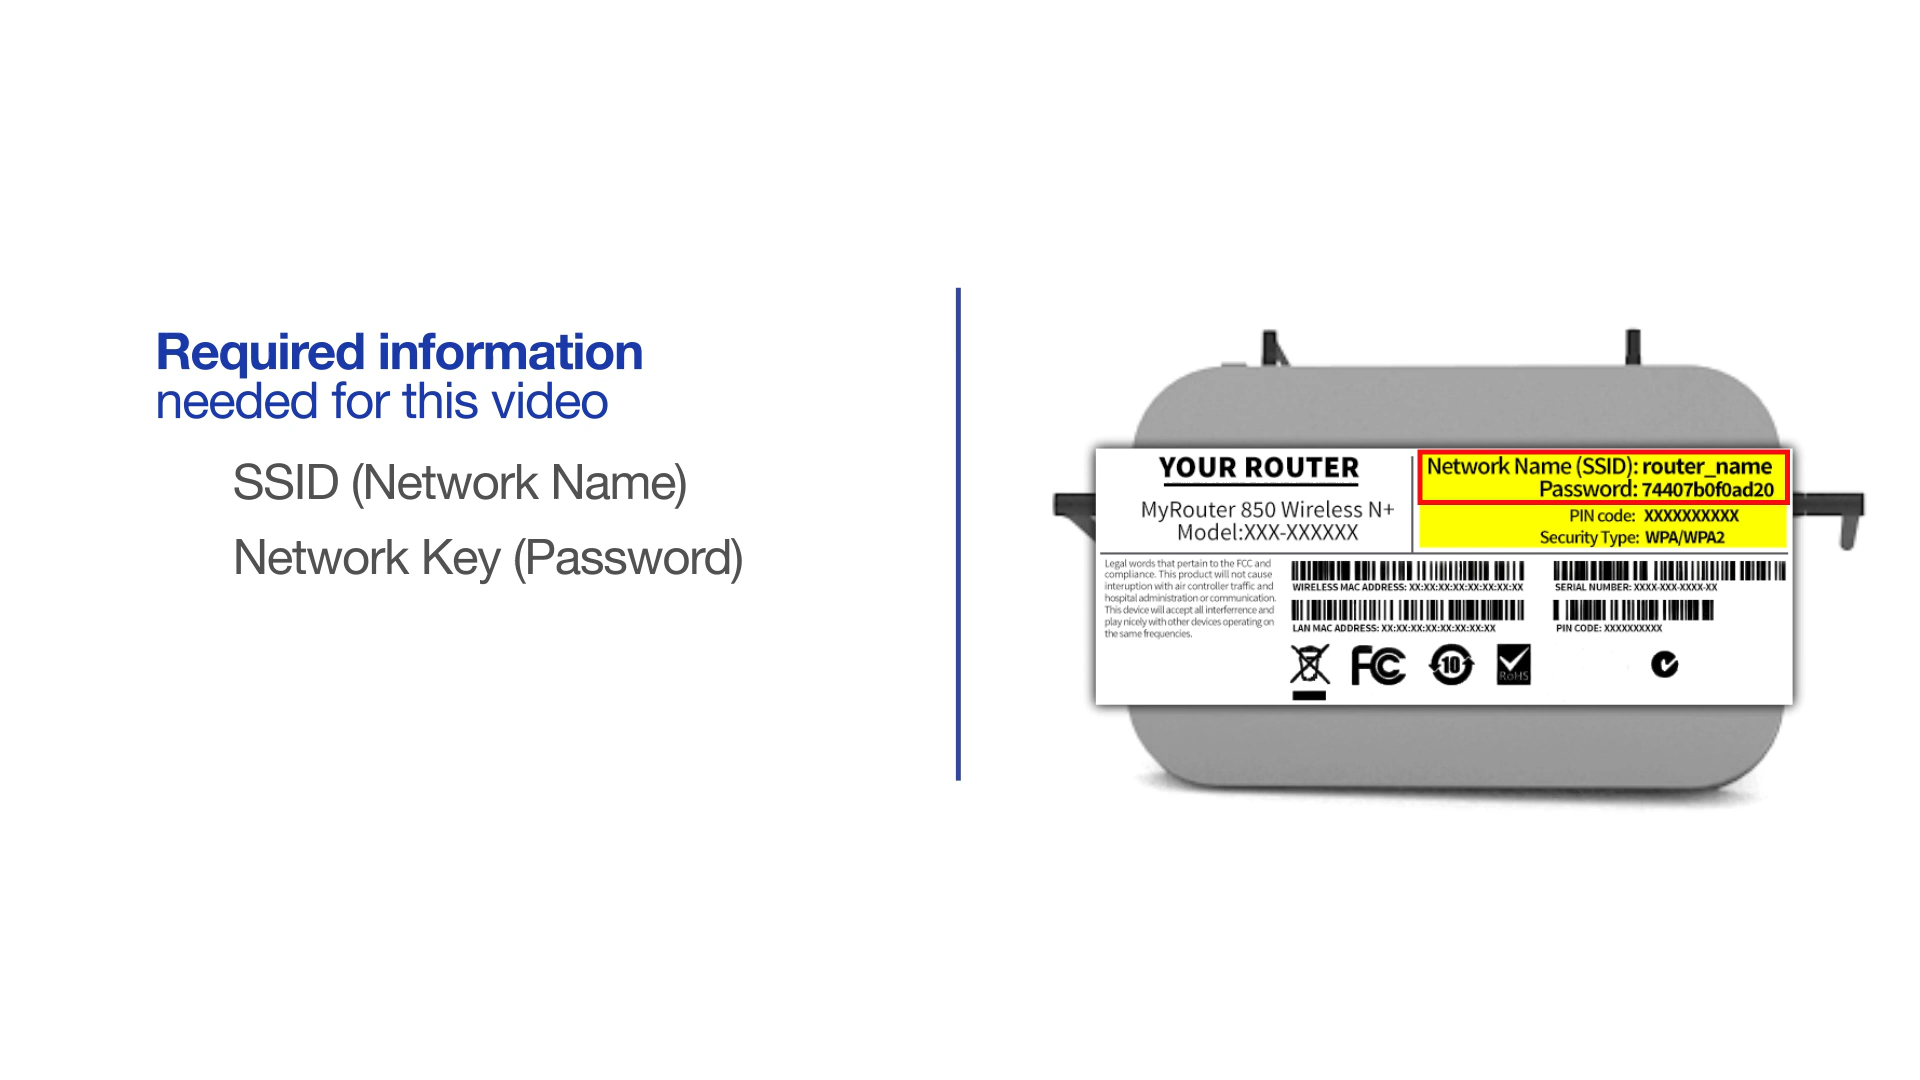 Required information
needed for this video
SSID (Network Name)
Network Key (Password)
YOUR ROUTER
MyRouter 850 Wireless N+
Model:XXX-XXXXXX
Network Name (SSID): router_name
Password: 74407b0f0ad20
PIN code: XXXXXXXXXX
Security Type: WPA/WPA2
Legal words that pertain to the FCC and
compliance. This product will not cause
interuption with air controller traffic and
hospital administration or communication.
This device will accept all interferrence and
play nicely with other devices operating on
the same frequencies.
WIRELESS MAC ADDRESS: XX:XX:XX:XX:XX:XX:XX:XX
SERIAL NUMBER: XXXX-XXX-XXXX-XX
LAN MAC ADDRESS: XX:XX:XX:XX:XX:XX:XX:XX
PIN CODE: XXXXXXXXXX
FC
10
RoHS